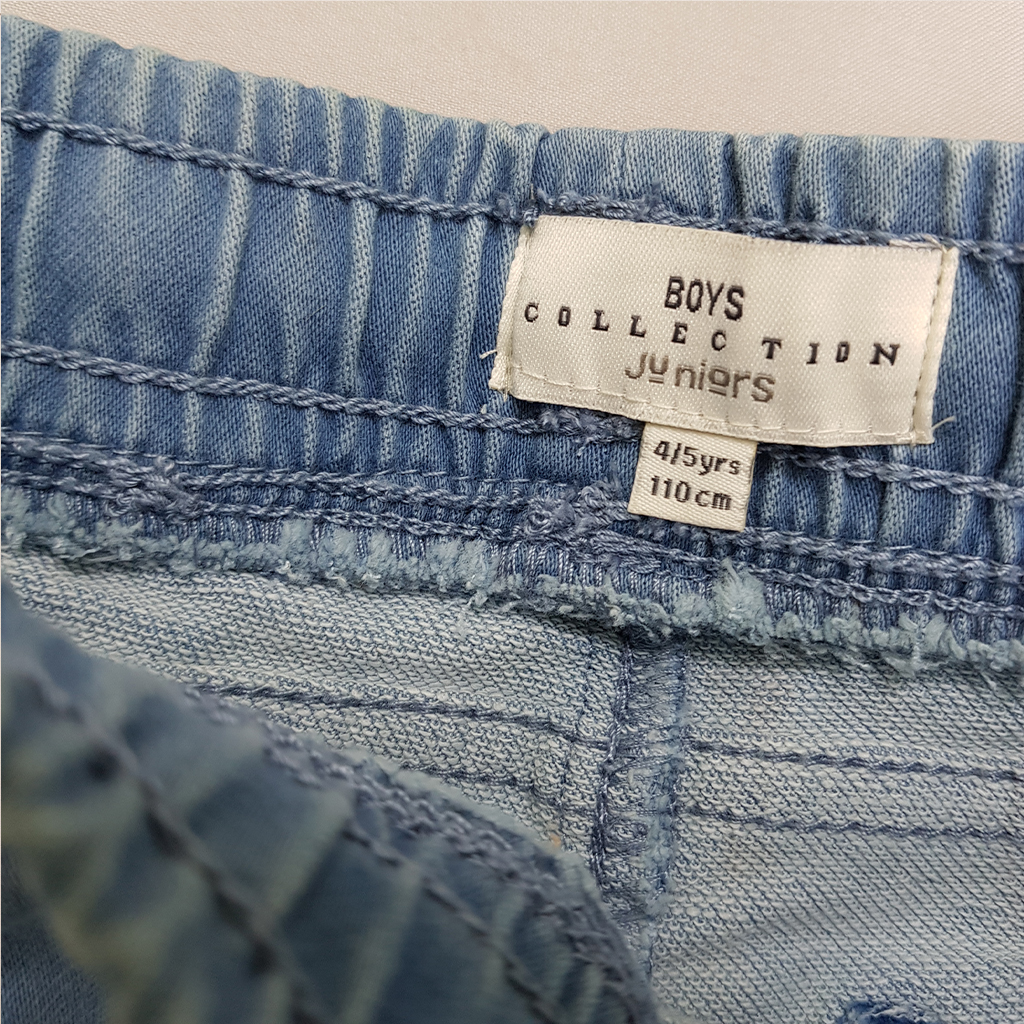 BOYS
COLLECTION
Juniors
4/5yrs
110cm